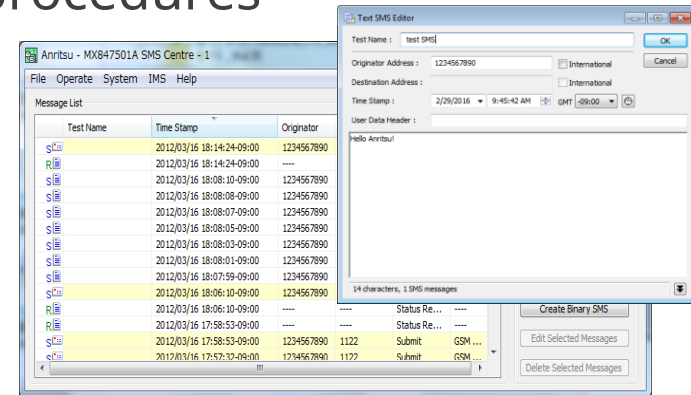 procedures
Anritsu - MX847501A SMS Centre - 1
File Operate System IMS Help
Message List
Test Name Time Stamp Originator
S 2012/03/16 18:14:24-09:00 1234567890
R 2012/03/16 18:14:24-09:00 ----
S 2012/03/16 18:08:10-09:00 1234567890
S 2012/03/16 18:08:08-09:00 1234567890
S 2012/03/16 18:08:07-09:00 1234567890
S 2012/03/16 18:08:05-09:00 1234567890
S 2012/03/16 18:08:03-09:00 1234567890
S 2012/03/16 18:08:01-09:00 1234567890
S 2012/03/16 18:07:59-09:00 1234567890
S 2012/03/16 18:06:10-09:00 1234567890
R 2012/03/16 18:06:10-09:00 ---- ---- Status Re... ----
R 2012/03/16 17:58:53-09:00 ---- ---- Status Re... ----
S 2012/03/16 17:58:53-09:00 1234567890 1122 Submit GSM ...
S 2012/03/16 17:57:32-09:00 1234567890 1122 Submit GSM ...
Create Binary SMS
Edit Selected Messages
Delete Selected Messages
Text SMS Editor
Test Name : test SMS OK
Originator Address : 1234567890 International Cancel
Destination Address : International
Time Stamp : 2/29/2016 9:45:42 AM GMT -09:00
User Data Header :
Hello Anritsu!
14 characters, 1 SMS messages